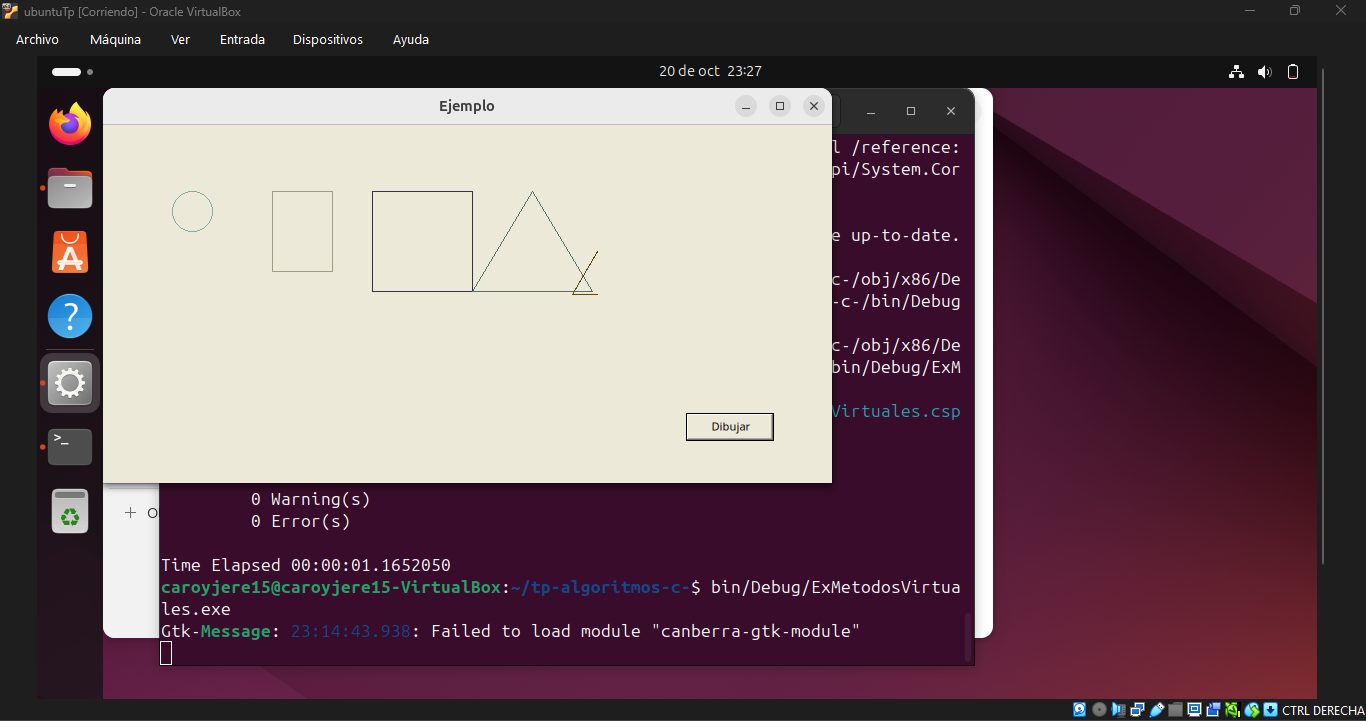 ubuntuTp [Corriendo] - Oracle VirtualBox
Archivo Máquina Ver Entrada Dispositivos Ayuda
20 de oct 23:27
Ejemplo
l /reference:
pi/System.Cor
e up-to-date.
c-/obj/x86/De
-c-/bin/Debug
c-/obj/x86/De
bin/Debug/ExM
Virtuales.csp
Dibujar
0 Warning(s)
0 Error(s)
+ O
Time Elapsed 00:00:01.1652050
caroyjere15@caroyjere15-VirtualBox:~/tp-algoritmos-c-$ bin/Debug/ExMetodosVirtua
les.exe
Gtk-Message: 23:14:43.938: Failed to load module "canberra-gtk-module"
CTRL DERECHA